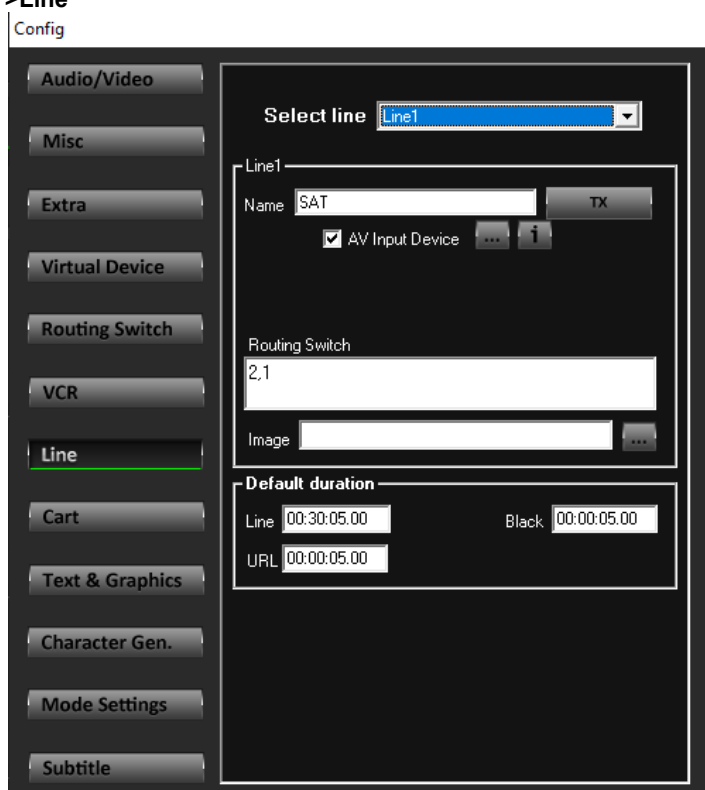 >Line
Config
Audio/Video
Misc
Extra
Virtual Device
Routing Switch
VCR
Line
Cart
Text & Graphics
Character Gen.
Mode Settings
Subtitle
Select line Line1
Line1
Name SAT TX
AV Input Device ... i
Routing Switch
2,1
Image ...
Default duration
Line 00:30:05.00 Black 00:00:05.00
URL 00:00:05.00